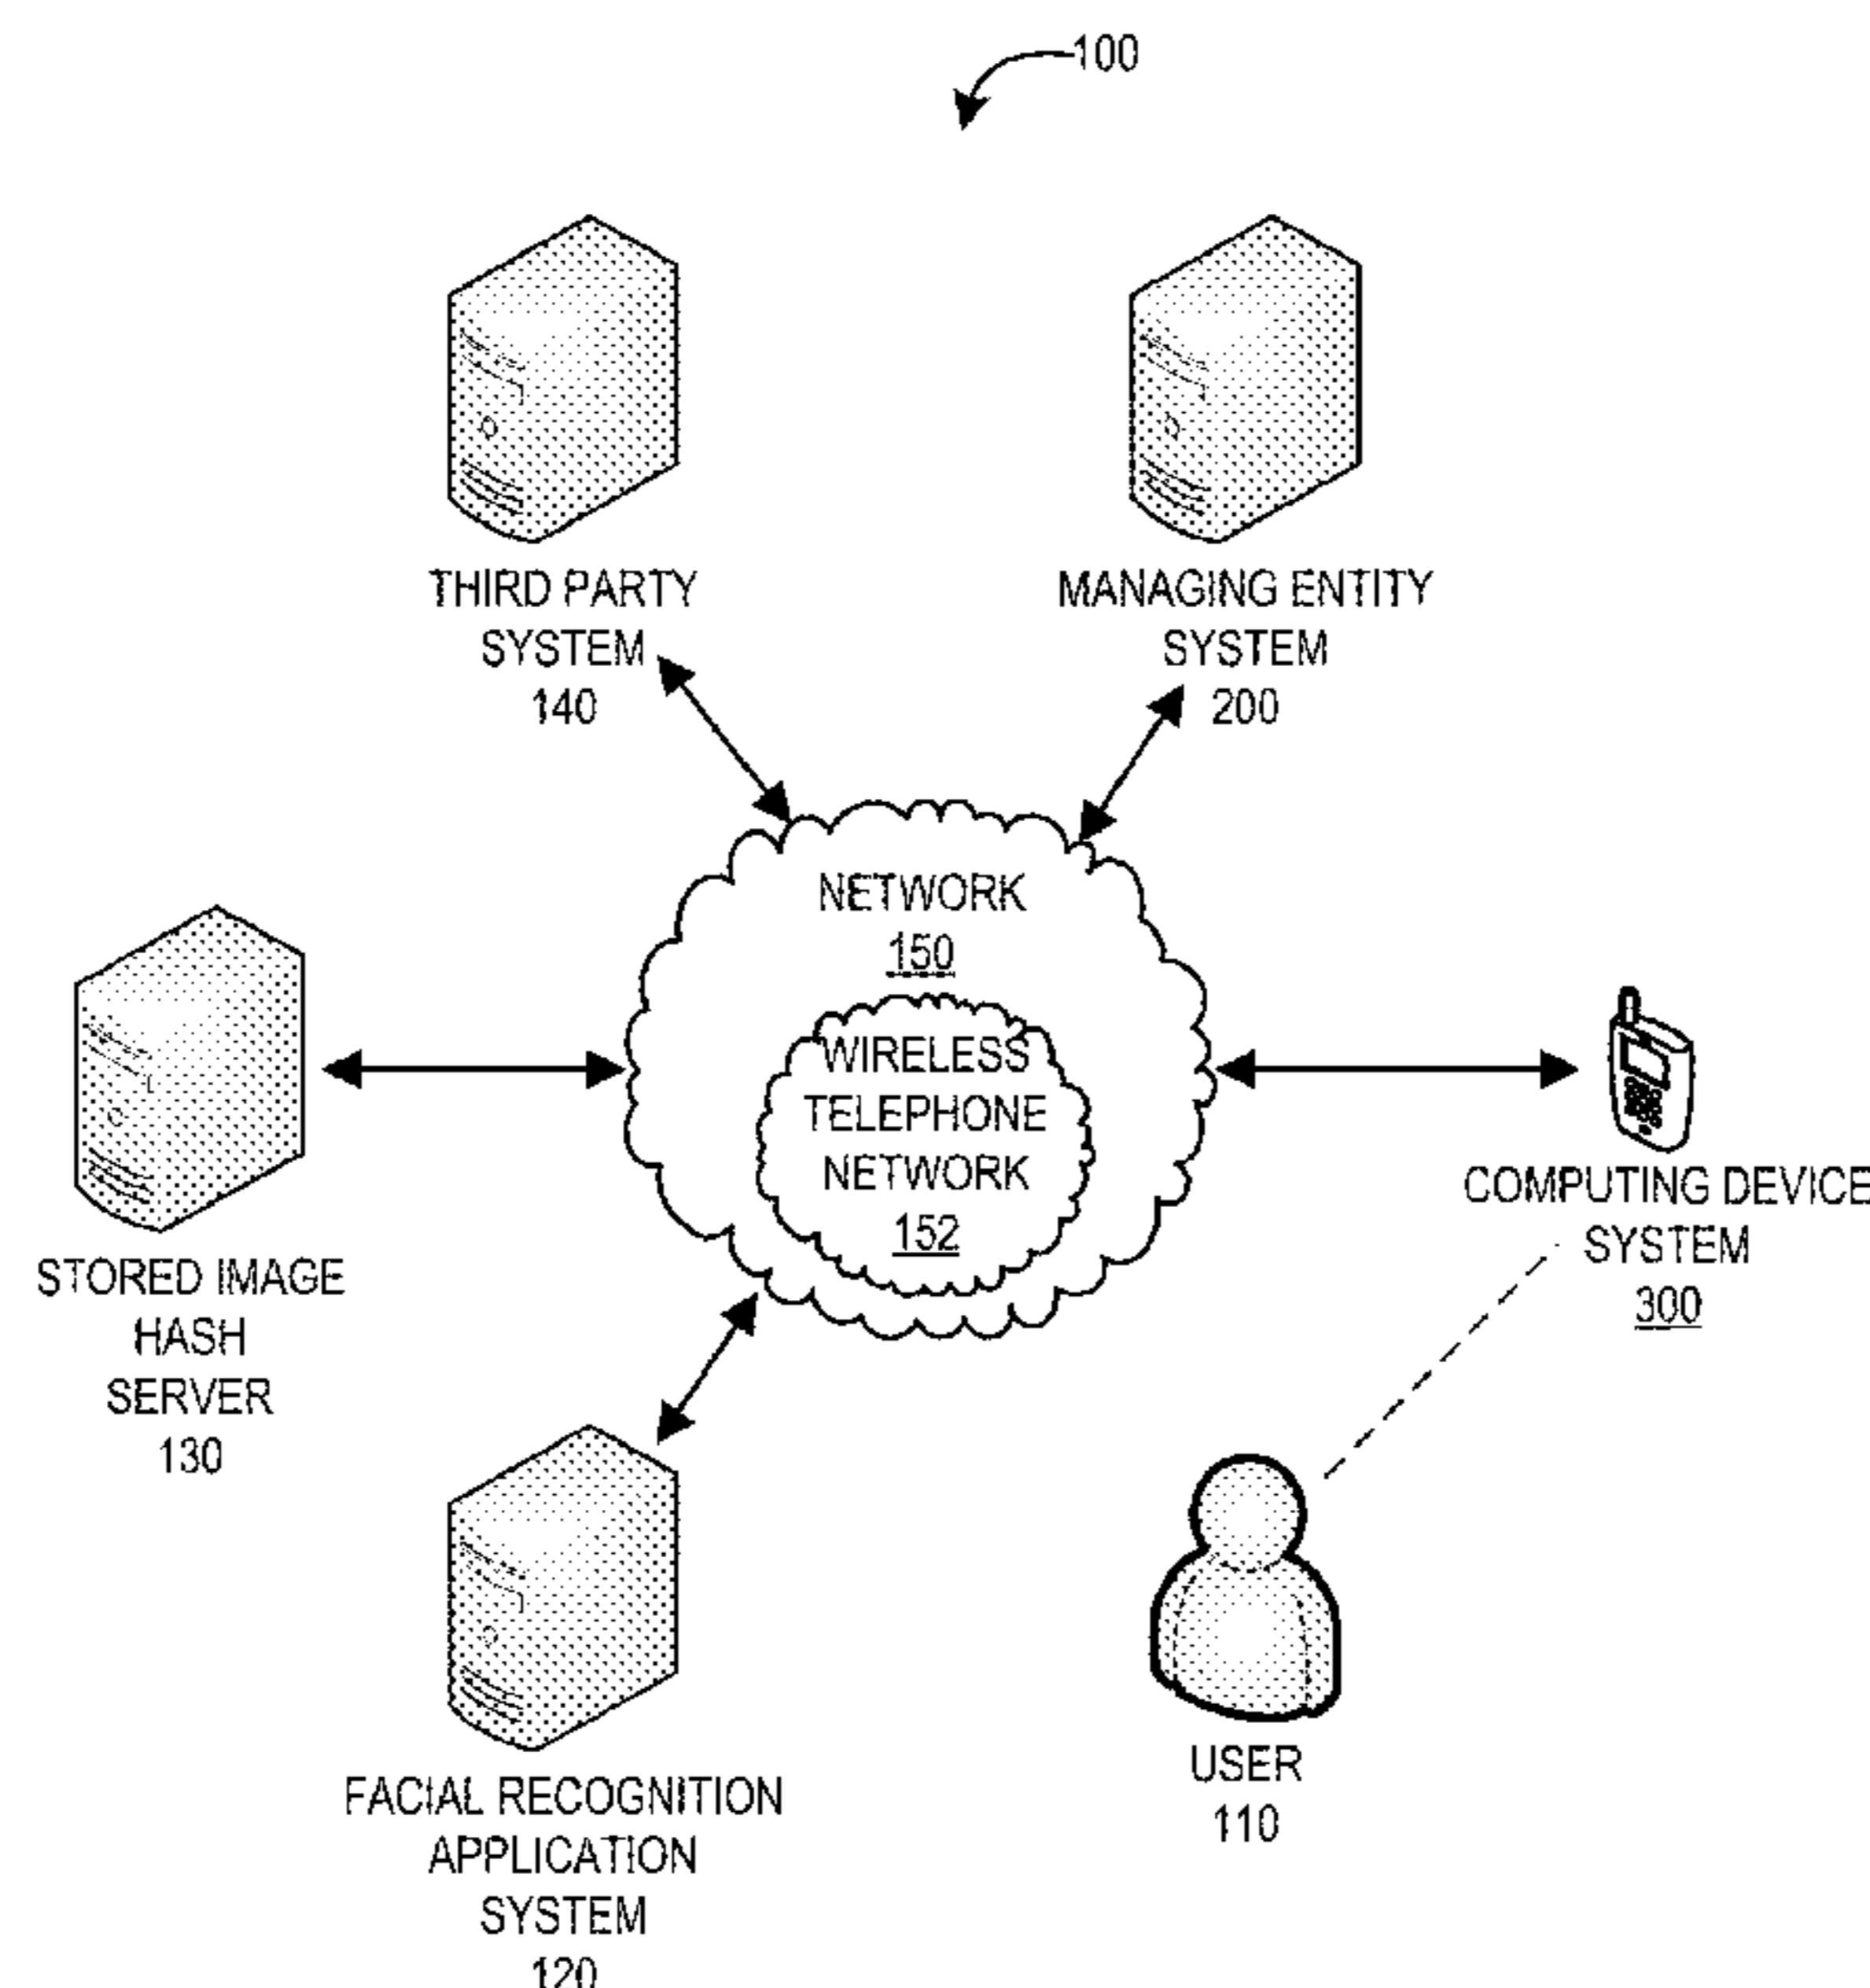 100
THIRD PARTY
SYSTEM
140
MANAGING ENTITY
SYSTEM
200
NETWORK
150
WIRELESS
TELEPHONE
NETWORK
152
COMPUTING DEVICE
SYSTEM
300
STORED IMAGE
HASH
SERVER
130
FACIAL RECOGNITION
APPLICATION
SYSTEM
120
USER
110